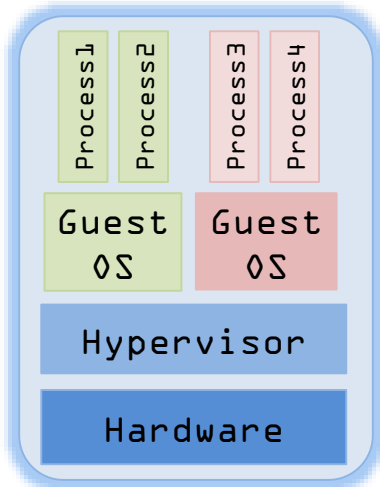 Process1
Process2
Process3
Process4
Guest
OS
Guest
OS
Hypervisor
Hardware